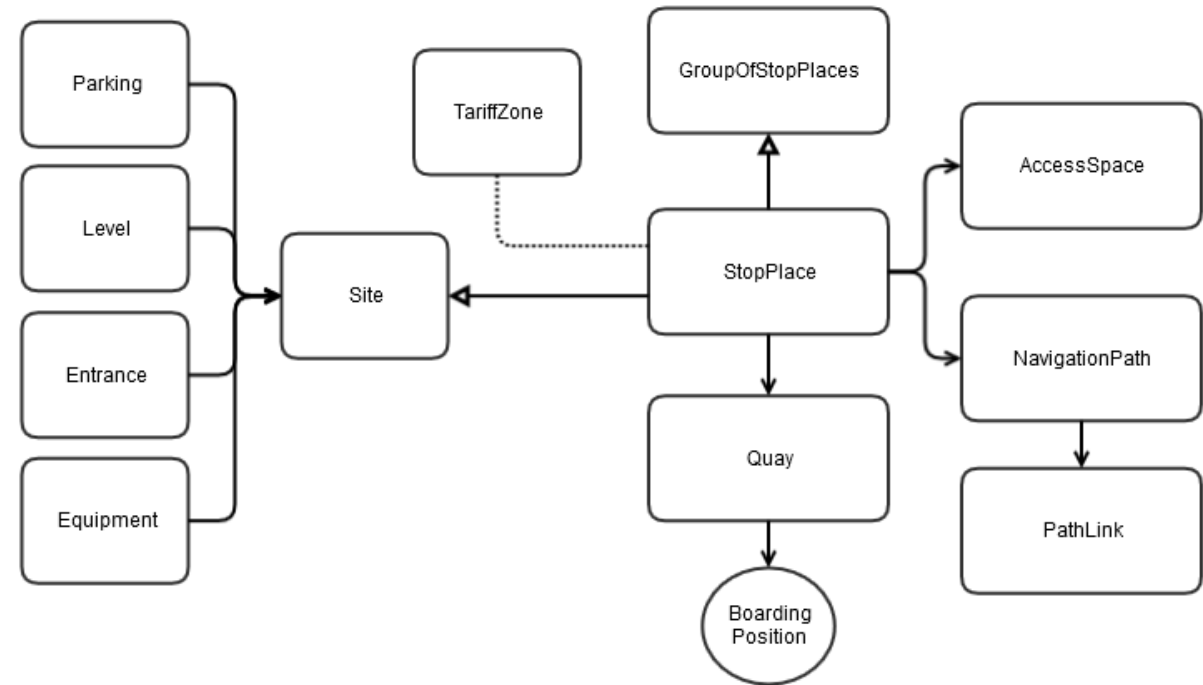 Parking
Level
Entrance
Equipment
Site
TariffZone
GroupOfStopPlaces
StopPlace
Quay
Boarding
Position
AccessSpace
NavigationPath
PathLink